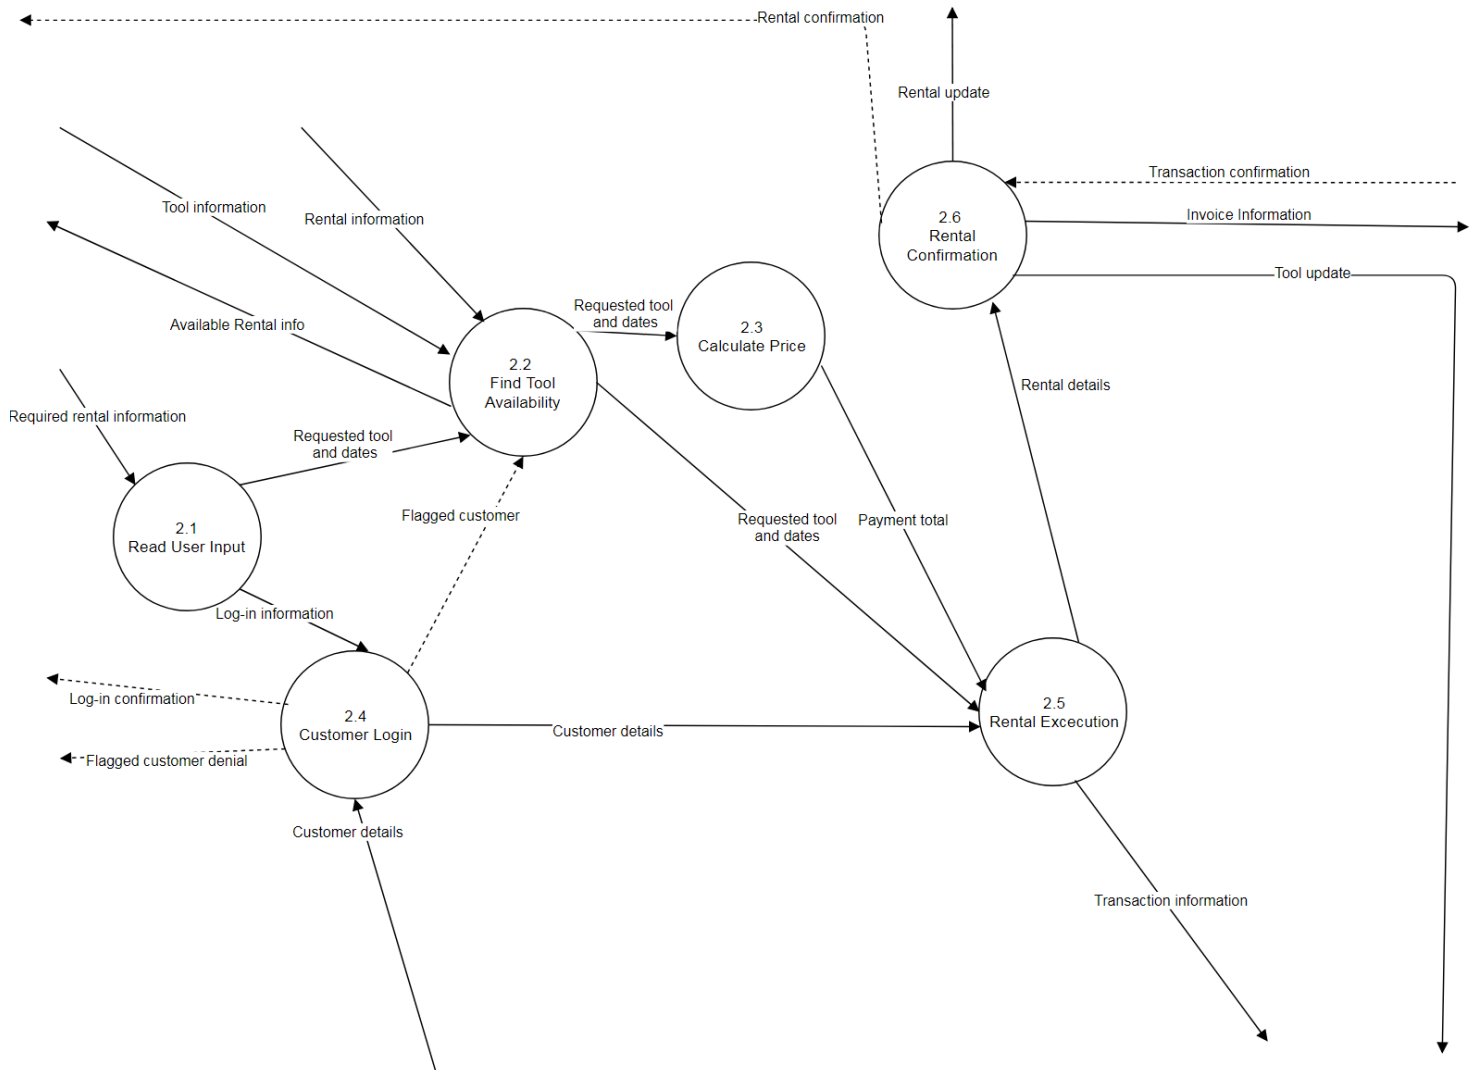 Rental confirmation
Rental update
Transaction confirmation
Tool information
Rental information
Invoice Information
2.6
Rental
Confirmation
Tool update
Available Rental info
Requested tool
and dates
2.3
Calculate Price
2.2
Find Tool
Availability
Rental details
Required rental information
Requested tool
and dates
Flagged customer
Requested tool
and dates
Payment total
2.1
Read User Input
Log-in information
Log-in confirmation
2.4
Customer Login
2.5
Rental Excecution
Customer details
Flagged customer denial
Customer details
Transaction information